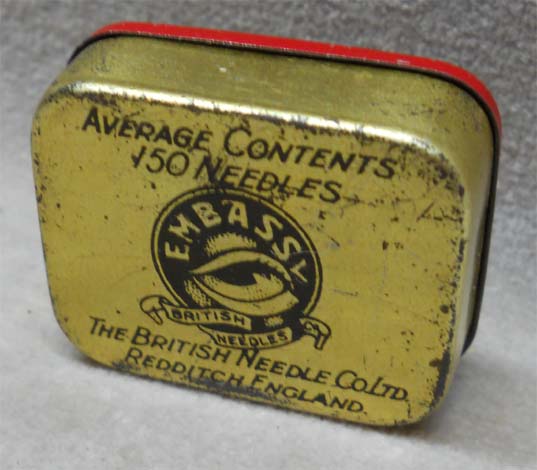 AVERAGE CONTENTS
150 NEEDLES
EMBASSY
BRITISH
NEEDLES
THE BRITISH NEEDLE CO. LTD.
REDDITCH ENGLAND